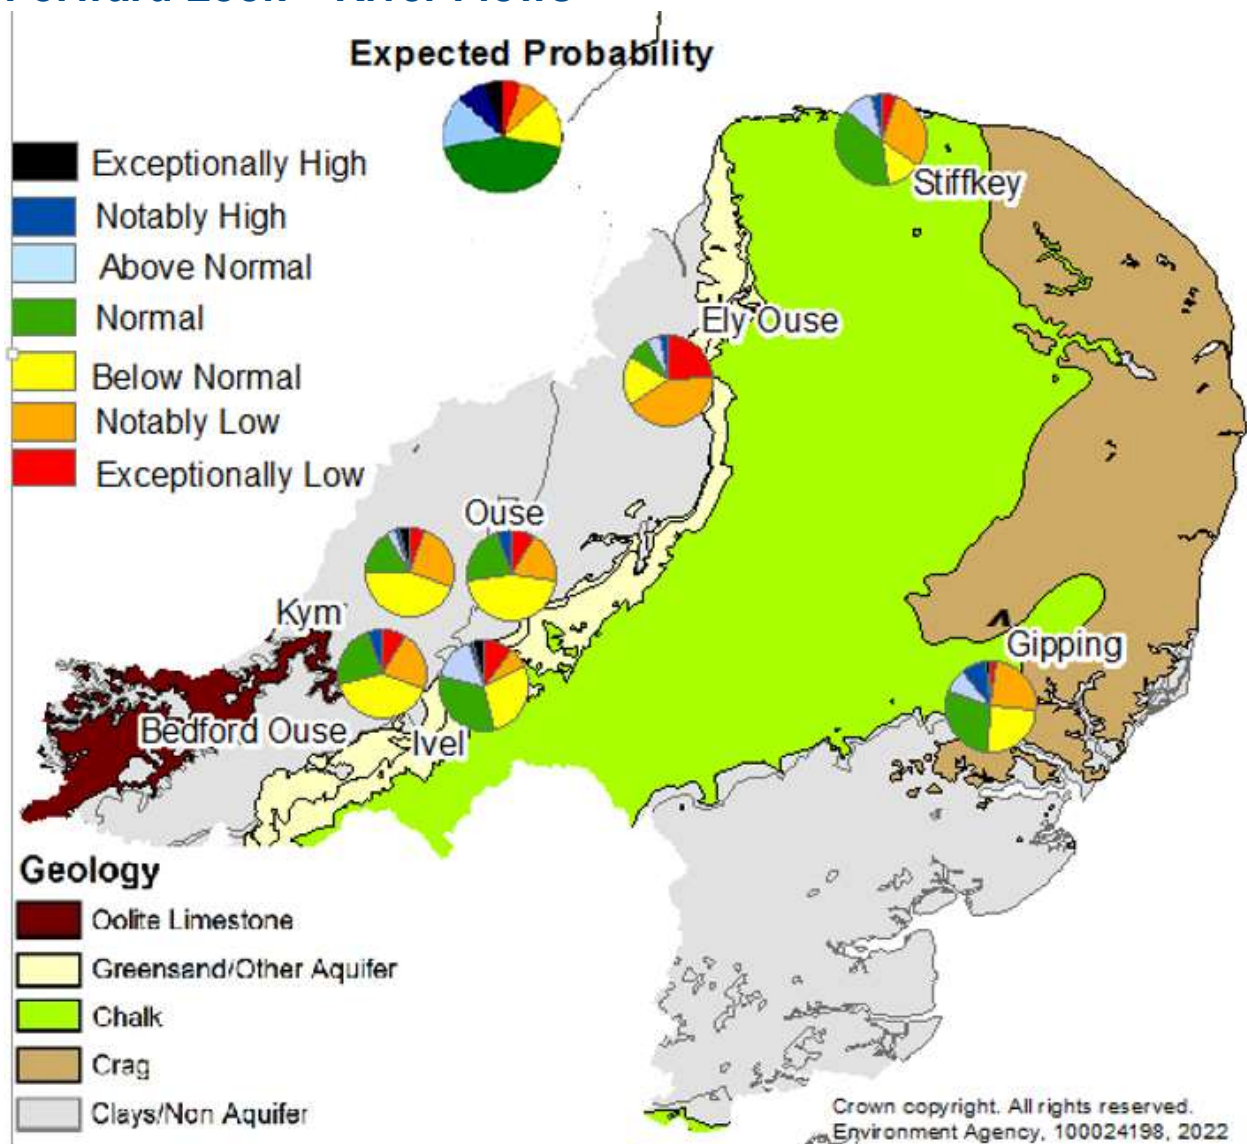 Expected Probability
Exceptionally High
Notably High
Above Normal
Normal
Below Normal
Notably Low
Exceptionally Low
Stiffkey
Ely Ouse
Ouse
Kym
Gipping
Bedford Ouse
Ivel
Geology
Oolite Limestone
Greensand/Other Aquifer
Chalk
Crag
Clays/Non Aquifer
Crown copyright. All rights reserved.
Environment Agency, 100024198, 2022